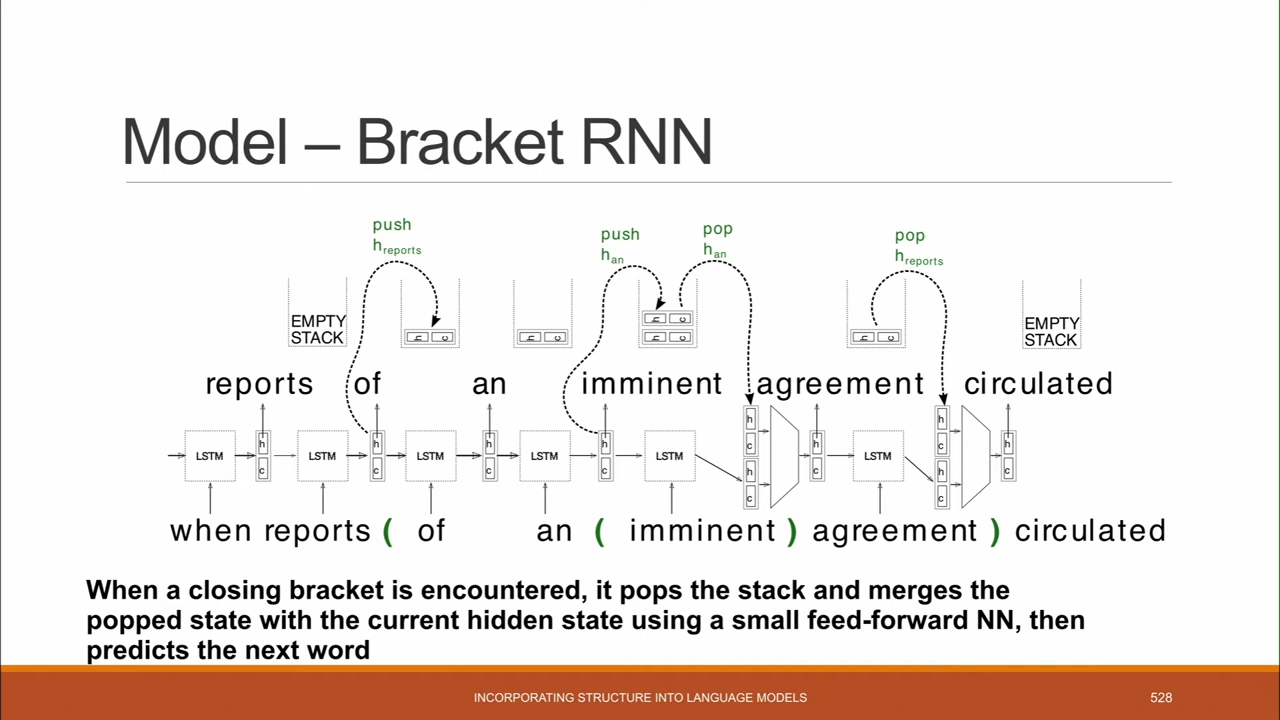 Model – Bracket RNN
push
h_reports
push
h_an
pop
h_an
pop
h_reports
EMPTY
STACK
h c
h c
h c
h c
h c
EMPTY
STACK
reports of an imminent agreement circulated
LSTM h c LSTM h c LSTM h c LSTM h c LSTM h c h c h c LSTM h c h c h c
when reports ( of an ( imminent ) agreement ) circulated
When a closing bracket is encountered, it pops the stack and merges the
popped state with the current hidden state using a small feed-forward NN, then
predicts the next word
INCORPORATING STRUCTURE INTO LANGUAGE MODELS
528